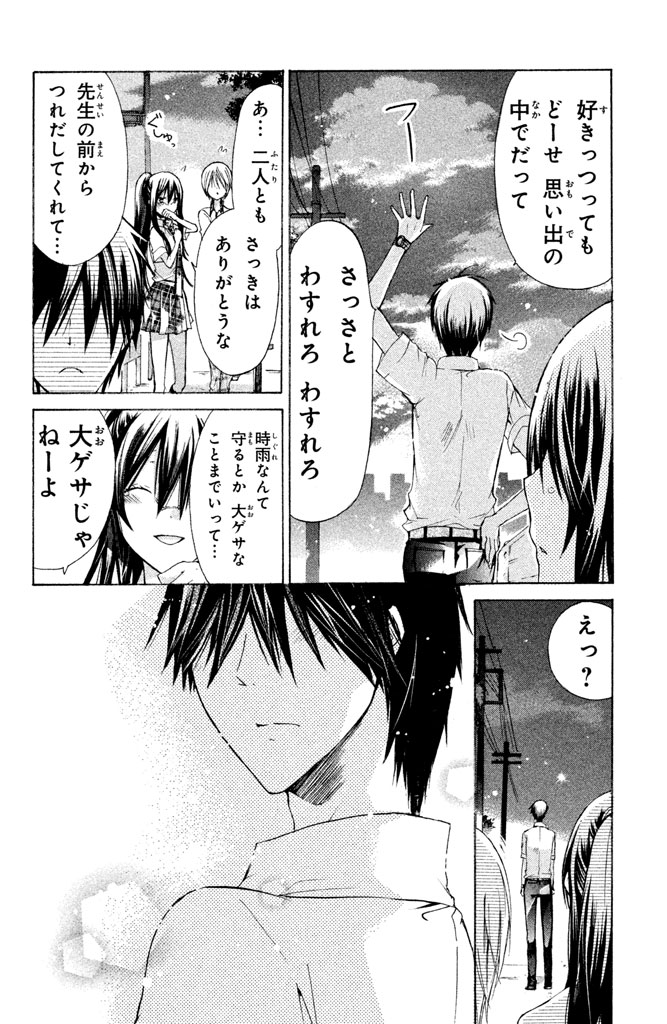 好きっつっても
どーせ 思い出の
中でだって
さっさと
わすれろ わすれろ
あ… 二人とも さっきは
ありがとうな
先生の前から
つれだしてくれて…
ぐしゅっ
時雨なんて
守るとか 大ゲサな
ことまでいって…
大ゲサじゃ
ねーよ
えっ?